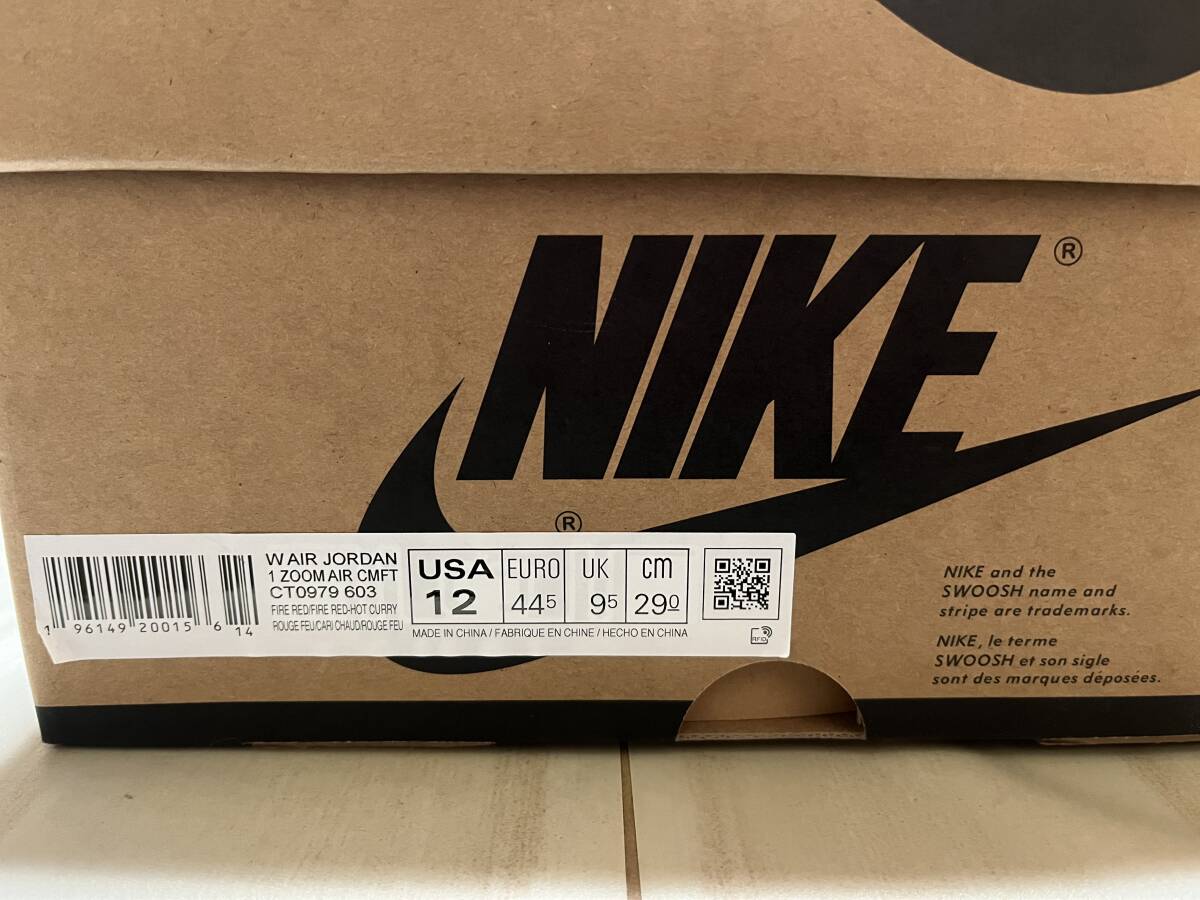 NIKE ®
®
W AIR JORDAN
1 ZOOM AIR CMFT
CT0979 603
FIRE RED/FIRE RED-HOT CURRY
ROUGE FEU/CARI CHAUD/ROUGE FEU
1 96149 20015 6 14
USA EURO UK cm
12 44⁵ 9⁵ 29⁰
MADE IN CHINA / FABRIQUE EN CHINE / HECHO EN CHINA
RFID
NIKE and the
SWOOSH name and
stripe are trademarks.
NIKE, le terme
SWOOSH et son sigle
sont des marques déposées.